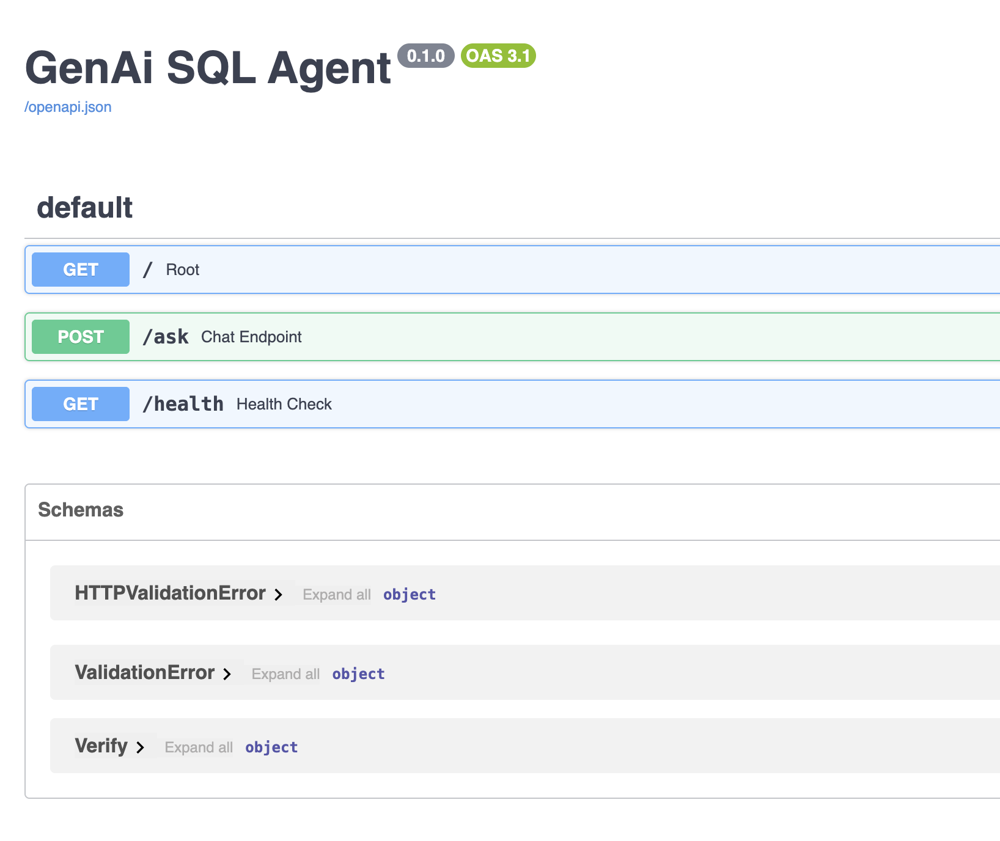 GenAi SQL Agent 0.1.0 OAS 3.1
/openapi.json
default
GET / Root
POST /ask Chat Endpoint
GET /health Health Check
Schemas
HTTPValidationError Expand all object
ValidationError Expand all object
Verify Expand all object